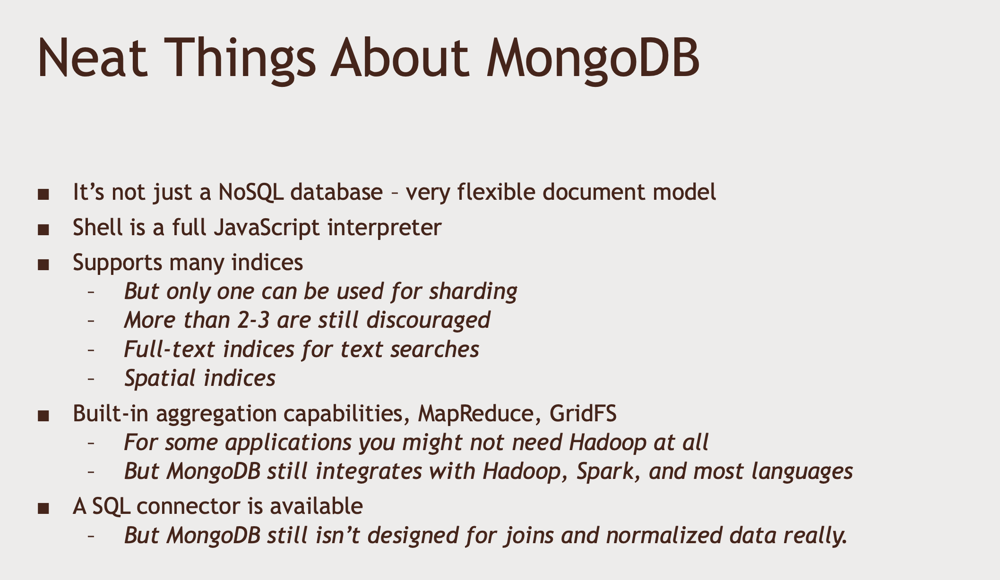 Neat Things About MongoDB
■ It’s not just a NoSQL database – very flexible document model
■ Shell is a full JavaScript interpreter
■ Supports many indices
– But only one can be used for sharding
– More than 2-3 are still discouraged
– Full-text indices for text searches
– Spatial indices
■ Built-in aggregation capabilities, MapReduce, GridFS
– For some applications you might not need Hadoop at all
– But MongoDB still integrates with Hadoop, Spark, and most languages
■ A SQL connector is available
– But MongoDB still isn’t designed for joins and normalized data really.